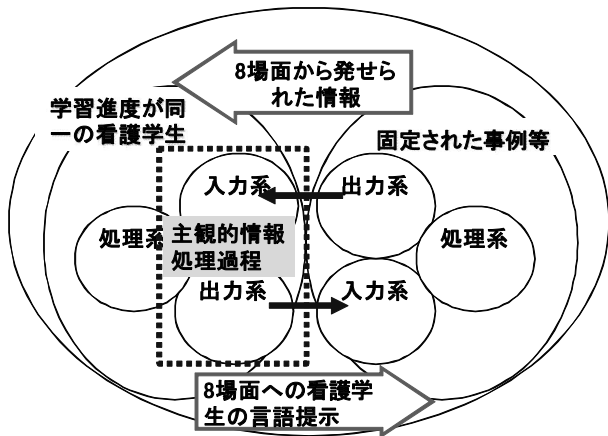 8場面から発せら
れた情報
学習進度が同
一の看護学生
固定された事例等
入力系
出力系
処理系
主観的情報
処理過程
処理系
出力系
入力系
8場面への看護学
生の言語提示